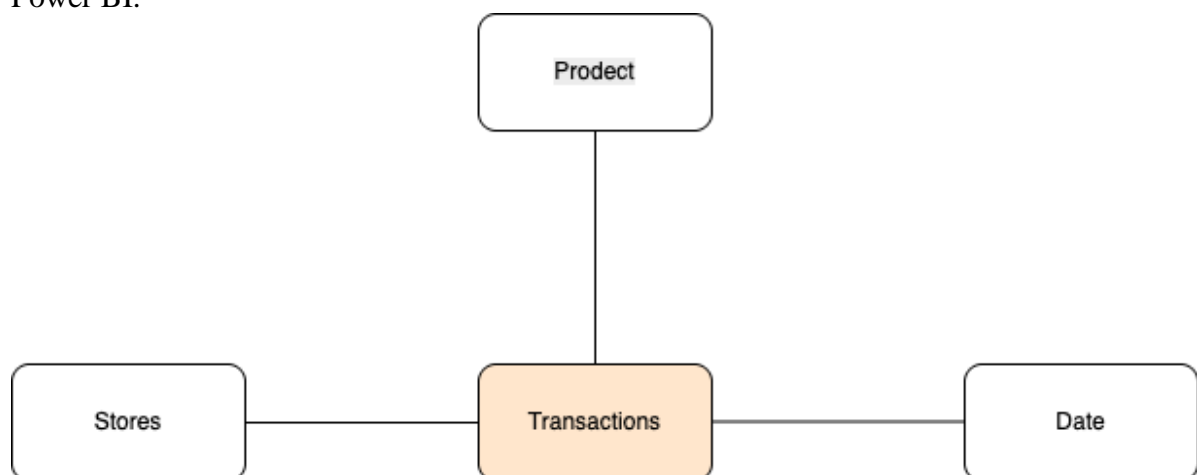 Power BI.
Prodect
Stores
Transactions
Date